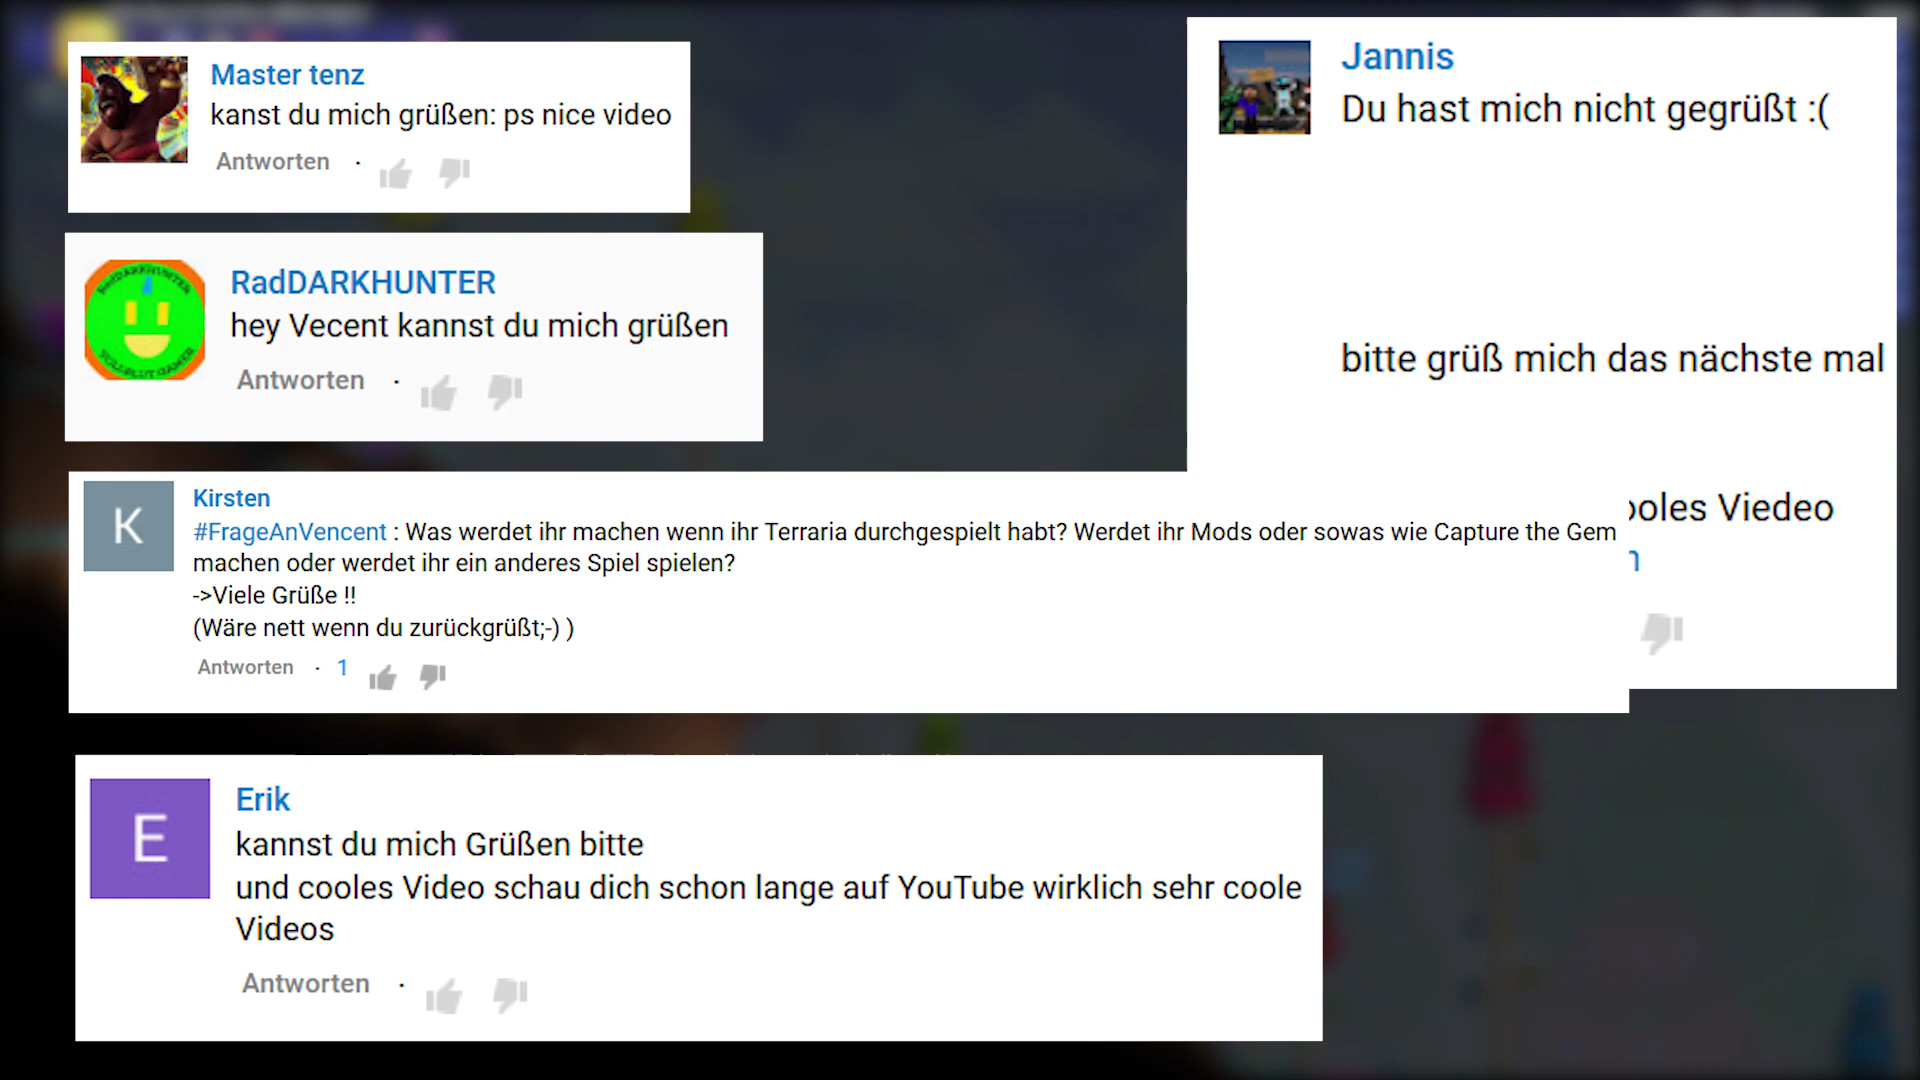 Master tenz
kanst du mich grüßen: ps nice video
Antworten ·
RadDARKHUNTER
hey Vecent kannst du mich grüßen
Antworten ·
K
Kirsten
#FrageAnVencent : Was werdet ihr machen wenn ihr Terraria durchgespielt habt? Werdet ihr Mods oder sowas wie Capture the Gem
machen oder werdet ihr ein anderes Spiel spielen?
->Viele Grüße !!
(Wäre nett wenn du zurückgrüßt;-) )
Antworten · 1
E
Erik
kannst du mich Grüßen bitte
und cooles Video schau dich schon lange auf YouTube wirklich sehr coole
Videos
Antworten ·
Jannis
Du hast mich nicht gegrüßt :(
bitte grüß mich das nächste mal
ooles Viedeo